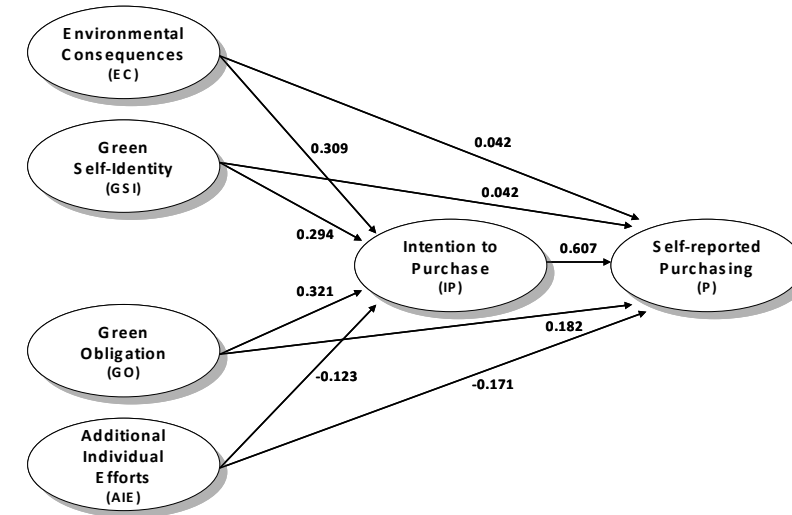 Environmental
Consequences
(EC)
0.042
0.309
Green
Self-Identity
(GSI)
0.042
0.294
Intention to
Purchase
(IP)
0.607
Self-reported
Purchasing
(P)
0.321
Green
Obligation
(GO)
0.182
-0.123
-0.171
Additional
Individual
Efforts
(AIE)